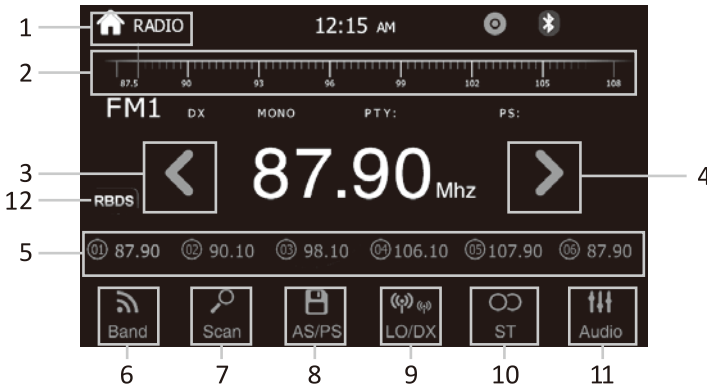 1 RADIO 12:15 AM
2 87.5 90 93 96 99 102 105 108
FM1 DX MONO PTY: PS:
3 87.90 Mhz 4
12 RBDS
5 01 87.90 02 90.10 03 98.10 04 106.10 05 107.90 06 87.90
Band Scan AS/PS LO/DX ST Audio
6 7 8 9 10 11